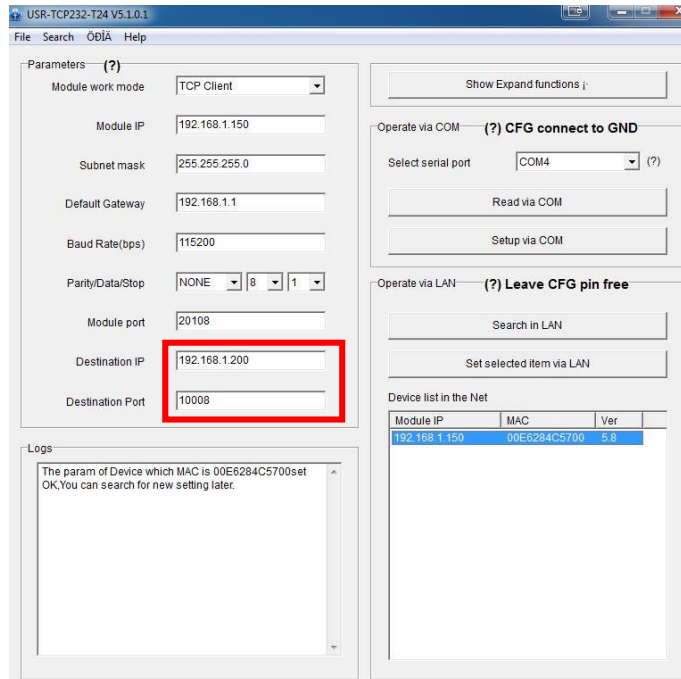 USR-TCP232-T24 V5.1.0.1
File Search ÖÐÎÄ Help
Parameters (?)
Module work mode TCP Client
Module IP 192.168.1.150
Subnet mask 255.255.255.0
Default Gateway 192.168.1.1
Baud Rate(bps) 115200
Parity/Data/Stop NONE 8 1
Module port 20108
Destination IP 192.168.1.200
Destination Port 10008
Logs
The param of Device which MAC is 00E6284C5700set
OK,You can search for new setting later.
Show Expand functions ¡·
Operate via COM (?) CFG connect to GND
Select serial port COM4 (?)
Read via COM
Setup via COM
Operate via LAN (?) Leave CFG pin free
Search in LAN
Set selected item via LAN
Device list in the Net
Module IP MAC Ver
192.168.1.150 00E6284C5700 5.8